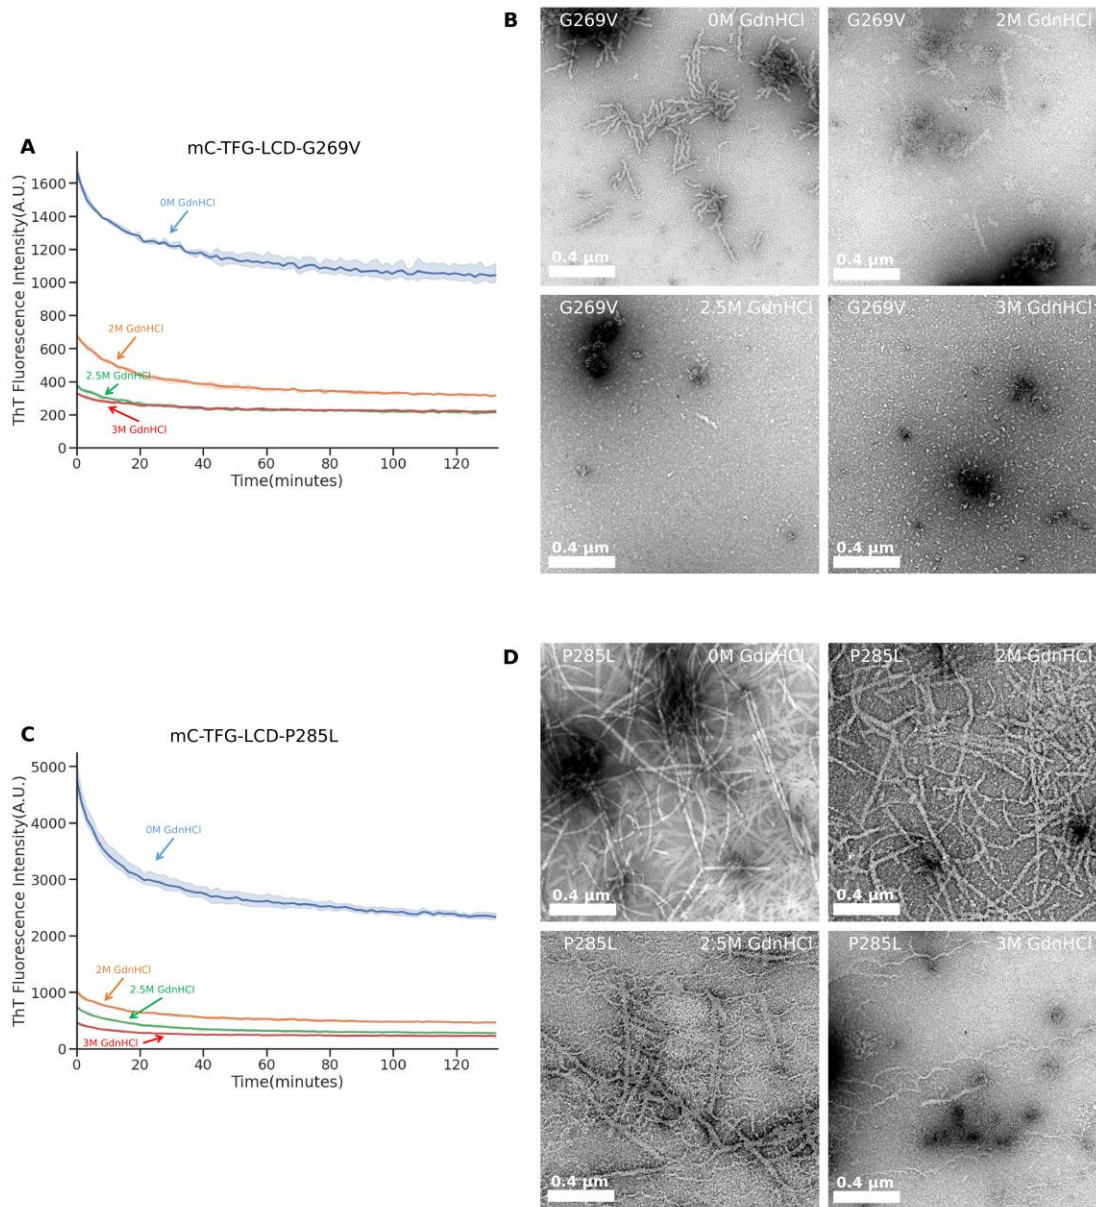 B
G269V 0M GdnHCl
0.4 µm
G269V 2M GdnHCl
0.4 µm
A
mC-TFG-LCD-G269V
ThT Fluorescence Intensity(A.U.)
1600
1400
1200
1000
800
600
400
200
0
0M GdnHCl
2M GdnHCl
2.5M GdnHCl
3M GdnHCl
0 20 40 60 80 100 120
Time(minutes)
G269V 2.5M GdnHCl
0.4 µm
G269V 3M GdnHCl
0.4 µm
D
P285L 0M GdnHCl
0.4 µm
P285L 2M GdnHCl
0.4 µm
C
mC-TFG-LCD-P285L
ThT Fluorescence Intensity(A.U.)
5000
4000
3000
2000
1000
0
0M GdnHCl
2M GdnHCl
2.5M GdnHCl
3M GdnHCl
0 20 40 60 80 100 120
Time(minutes)
P285L 2.5M GdnHCl
0.4 µm
P285L 3M GdnHCl
0.4 µm